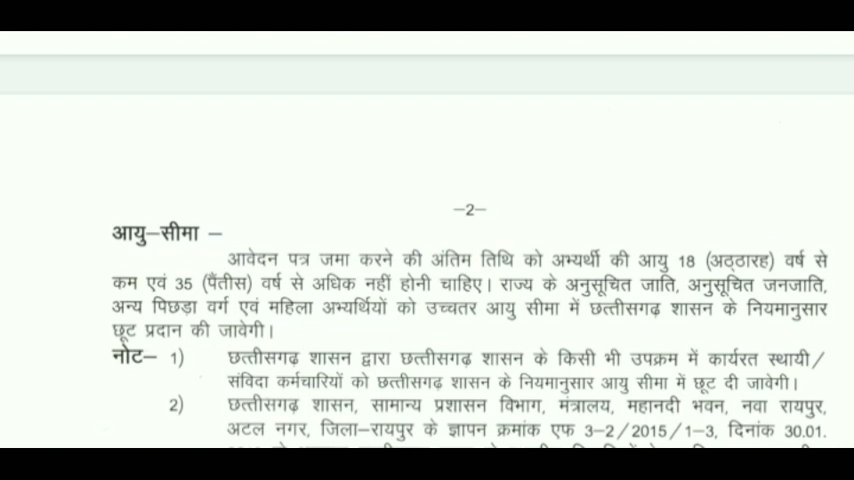 –2–
आयु–सीमा –
आवेदन पत्र जमा करने की अंतिम तिथि को अभ्यर्थी की आयु 18 (अठ्ठारह) वर्ष से
कम एवं 35 (पैंतीस) वर्ष से अधिक नहीं होनी चाहिए। राज्य के अनुसूचित जाति, अनुसूचित जनजाति,
अन्य पिछड़ा वर्ग एवं महिला अभ्यर्थियों को उच्चतर आयु सीमा में छत्तीसगढ़ शासन के नियमानुसार
छूट प्रदान की जावेगी।
नोट– 1) छत्तीसगढ़ शासन द्वारा छत्तीसगढ़ शासन के किसी भी उपक्रम में कार्यरत स्थायी/
संविदा कर्मचारियों को छत्तीसगढ़ शासन के नियमानुसार आयु सीमा में छूट दी जावेगी।
2) छत्तीसगढ़ शासन, सामान्य प्रशासन विभाग, मंत्रालय, महानदी भवन, नवा रायपुर,
अटल नगर, जिला–रायपुर के ज्ञापन क्रमांक एफ 3–2/2015/1–3, दिनांक 30.01.